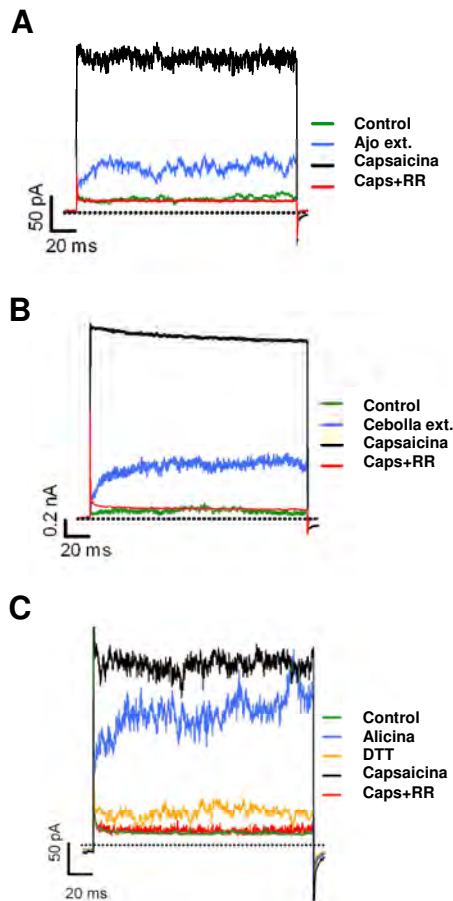 A
Control
Ajo ext.
Capsaicina
Caps+RR
50 pA
20 ms
B
Control
Cebolla ext.
Capsaicina
Caps+RR
0.2 nA
20 ms
C
Control
Alicina
DTT
Capsaicina
Caps+RR
50 pA
20 ms